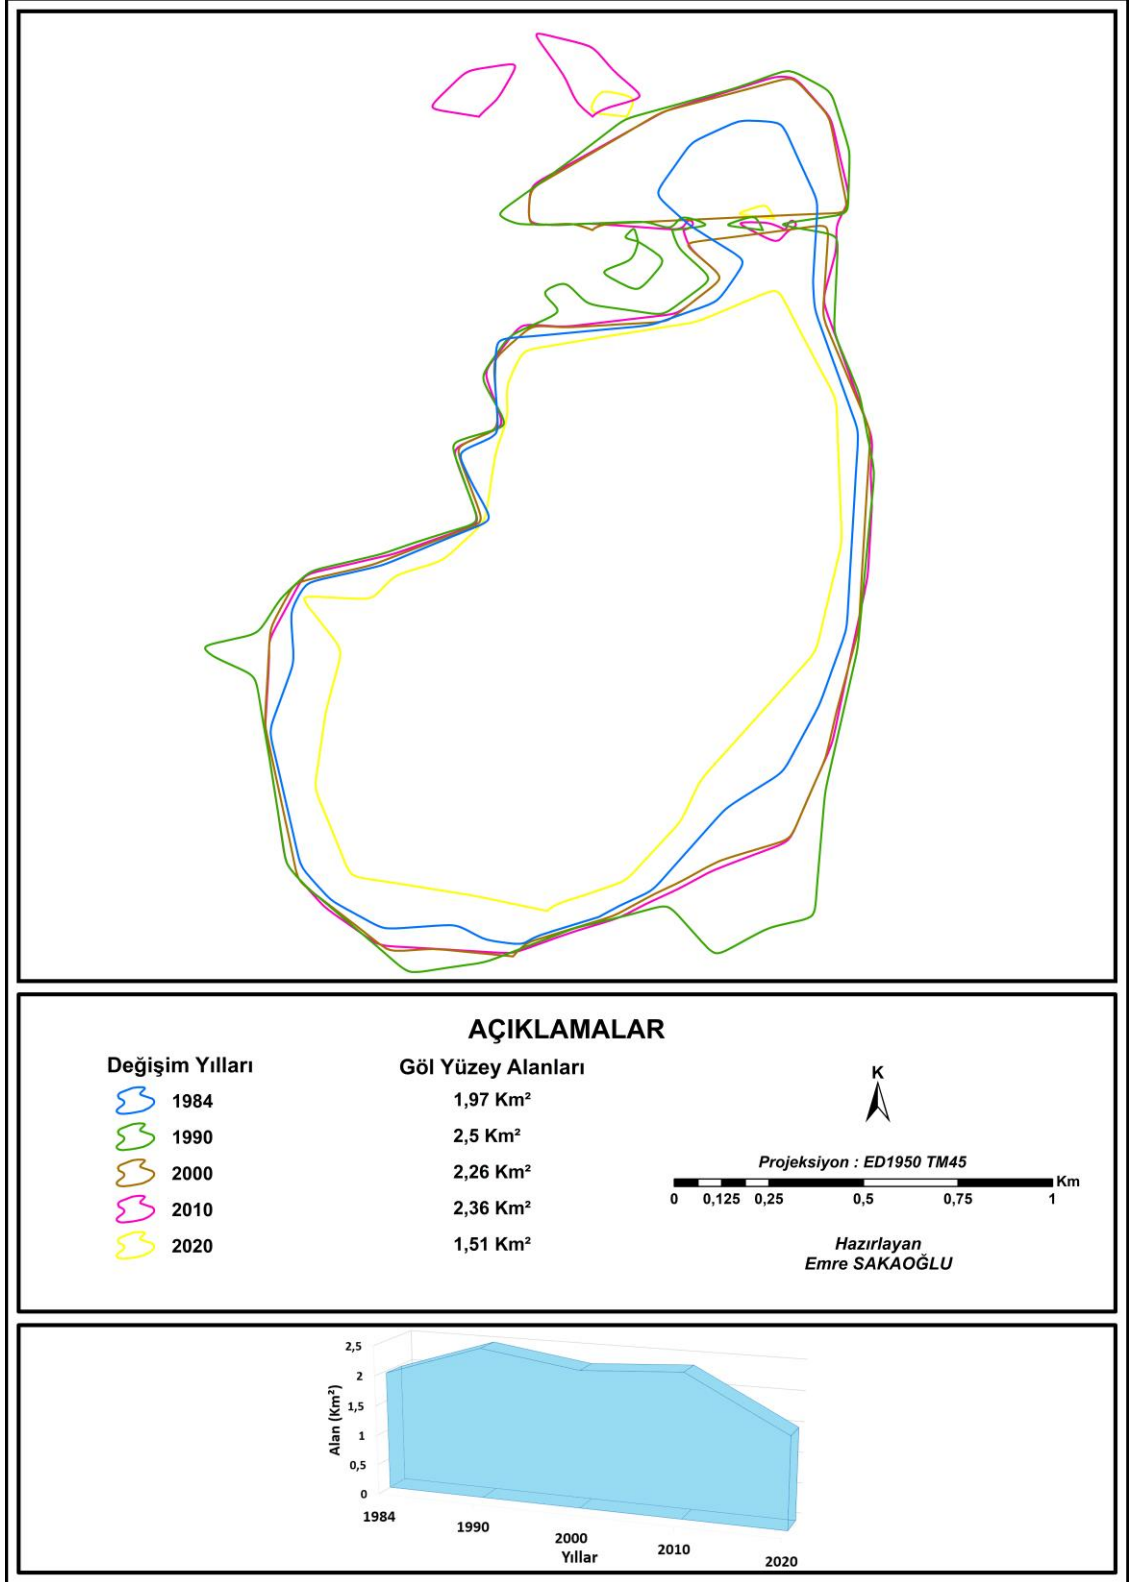 AÇIKLAMALAR
Değişim Yılları Göl Yüzey Alanları
1984 1,97 Km²
1990 2,5 Km²
2000 2,26 Km²
2010 2,36 Km²
2020 1,51 Km²
K
Projeksiyon : ED1950 TM45
Km
0 0,125 0,25 0,5 0,75 1
Hazırlayan
Emre SAKAOĞLU
2,5
2
1,5
1
0,5
0
Alan (Km²)
1984
1990
2000
2010
2020
Yıllar